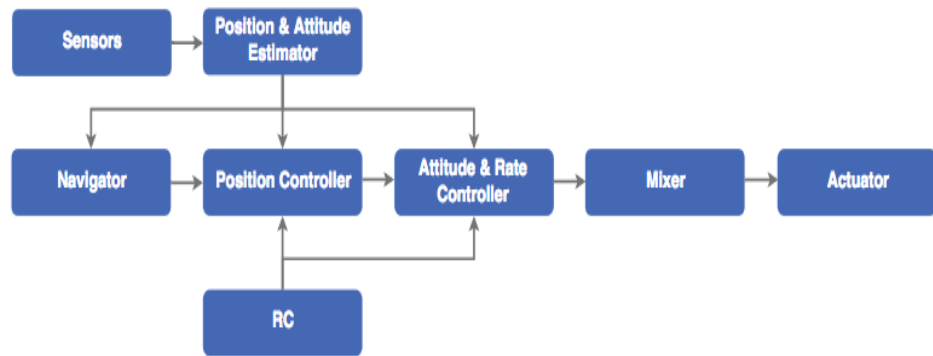 Sensors
Position & Attitude
Estimator
Navigator
Position Controller
Attitude & Rate
Controller
Mixer
Actuator
RC